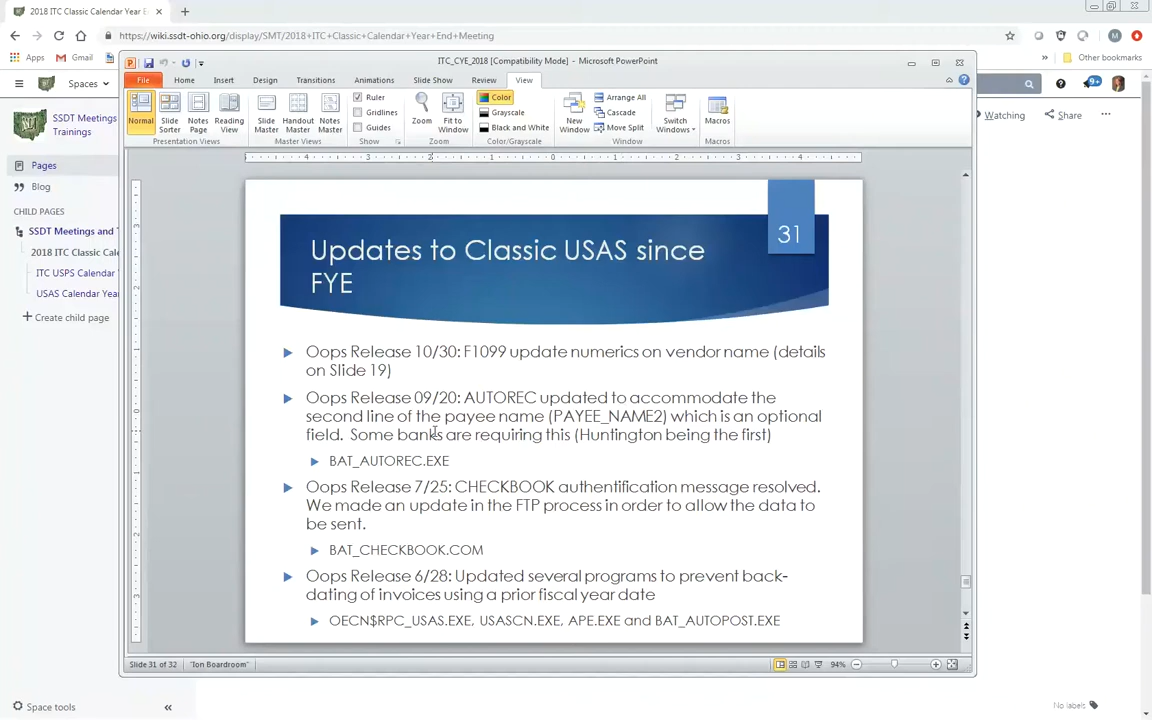 2018 ITC Classic Calendar Year E
https://wiki.ssdt-ohio.org/display/SMT/2018+ITC+Classic+Calendar+Year+End+Meeting
M
Apps
Gmail
»
Other bookmarks
ITC_CYE_2018 [Compatibility Mode] - Microsoft PowerPoint
File
Home
Insert
Design
Transitions
Animations
Slide Show
Review
View
Spaces
9+
Normal
Slide Sorter
Notes Page
Reading View
Slide Master
Handout Master
Notes Master
Ruler
Gridlines
Guides
Zoom
Fit to Window
Color
Grayscale
Black and White
New Window
Arrange All
Cascade
Move Split
Switch Windows
Macros
Presentation Views
Master Views
Show
Zoom
Color/Grayscale
Window
Macros
SSDT Meetings
Trainings
Watching
Share
Pages
Blog
CHILD PAGES
SSDT Meetings and T
2018 ITC Classic Cale
ITC USPS Calendar
USAS Calendar Year
+ Create child page
4 3 2 1 0 1 2 3 4
31
Updates to Classic USAS since
FYE
Oops Release 10/30: F1099 update numerics on vendor name (details
on Slide 19)
Oops Release 09/20: AUTOREC updated to accommodate the
second line of the payee name (PAYEE_NAME2) which is an optional
field. Some banks are requiring this (Huntington being the first)
BAT_AUTOREC.EXE
Oops Release 7/25: CHECKBOOK authentification message resolved.
We made an update in the FTP process in order to allow the data to
be sent.
BAT_CHECKBOOK.COM
Oops Release 6/28: Updated several programs to prevent back-
dating of invoices using a prior fiscal year date
OECN$RPC_USAS.EXE, USASCN.EXE, APE.EXE and BAT_AUTOPOST.EXE
Slide 31 of 32
"Ion Boardroom"
94%
Space tools
«
No labels